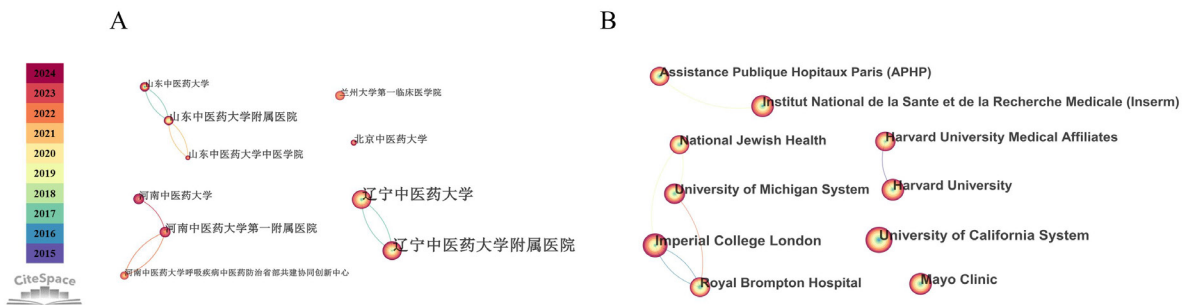 A
B
2024
2023
2022
2021
2020
2019
2018
2017
2016
2015
CiteSpace
山东中医药大学
山东中医药大学附属医院
山东中医药大学中医学院
兰州大学第一临床医学院
北京中医药大学
河南中医药大学
河南中医药大学第一附属医院
河南中医药大学呼吸疾病中医药防治省部共建协同创新中心
辽宁中医药大学
辽宁中医药大学附属医院
Assistance Publique Hopitaux Paris (APHP)
Institut National de la Sante et de la Recherche Medicale (Inserm)
National Jewish Health
Harvard University Medical Affiliates
University of Michigan System
Harvard University
Imperial College London
University of California System
Royal Brompton Hospital
Mayo Clinic